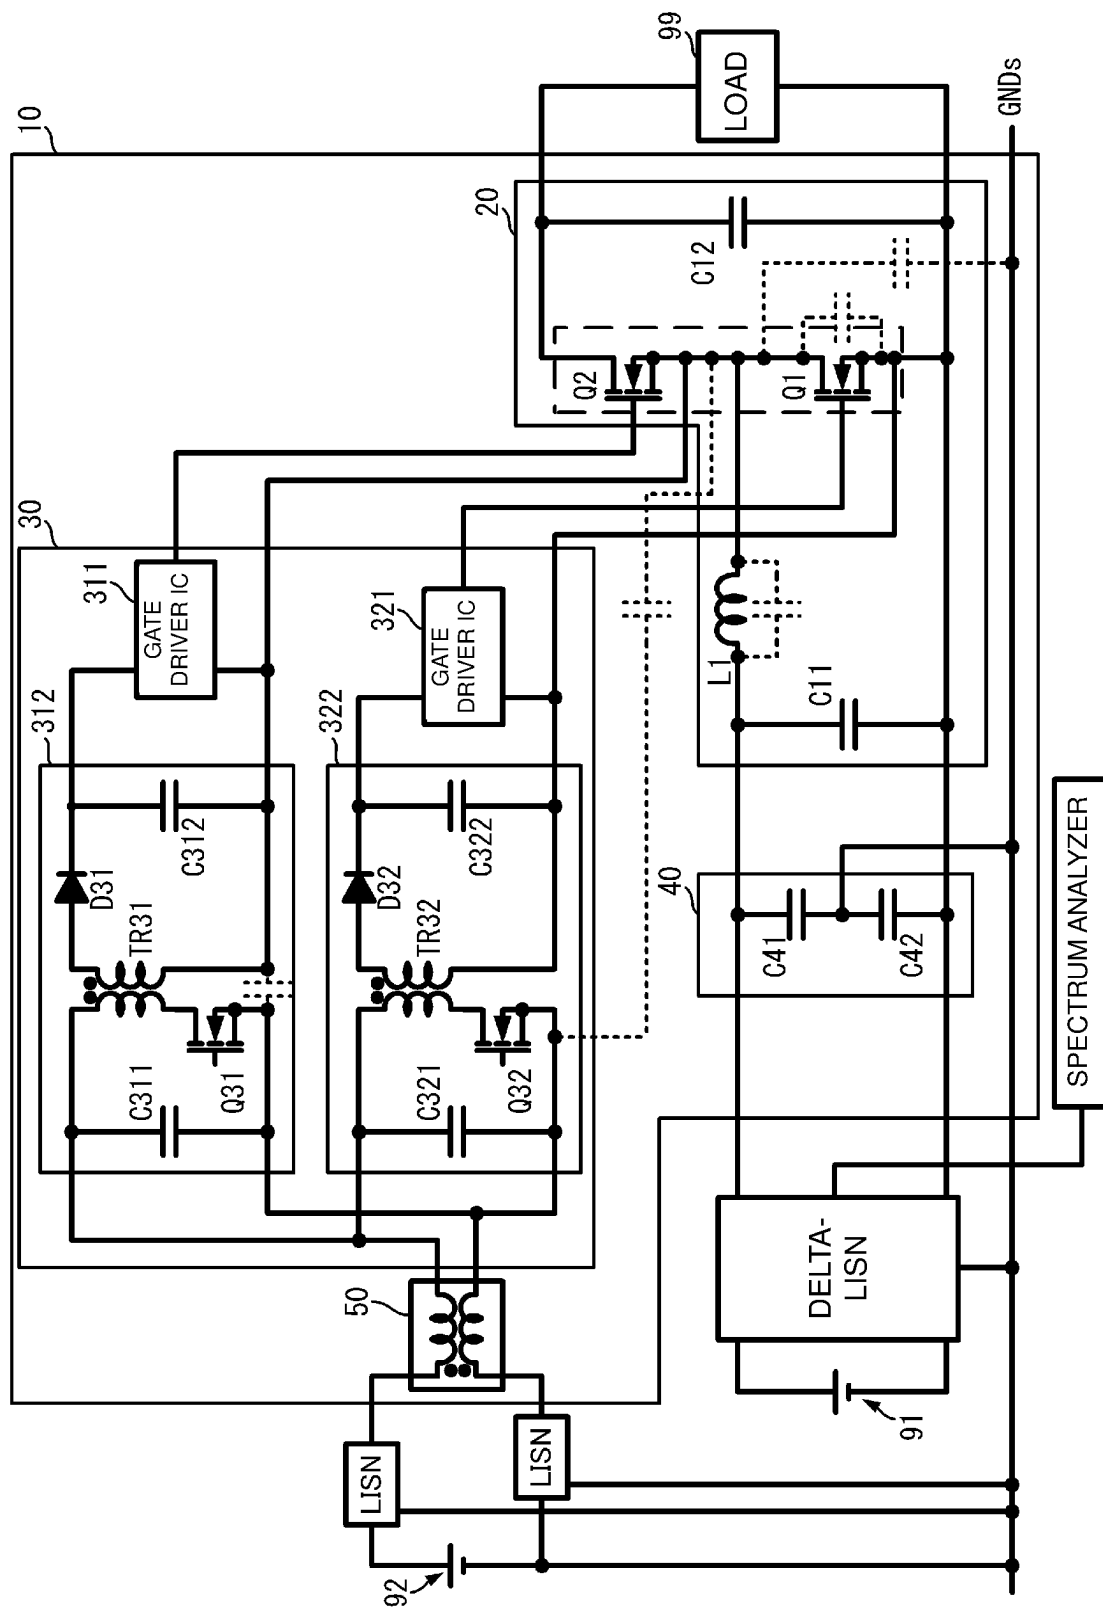 10
30
20
99
LOAD
GNDs
311
GATE
DRIVER IC
321
GATE
DRIVER IC
312
D31
C312
TR31
C311
Q31
322
D32
C322
TR32
C321
Q32
Q2
Q1
C12
L1
C11
40
C41
C42
50
LISN
LISN
92
DELTA-
LISN
91
SPECTRUM ANALYZER